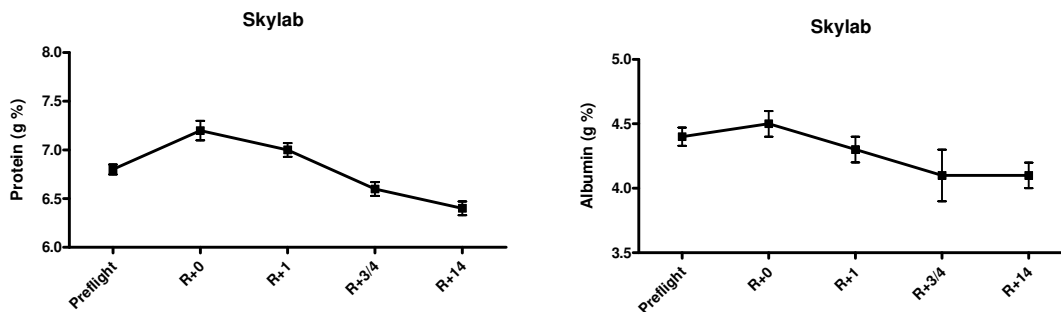 Skylab
Protein (g %)
8.0
7.5
7.0
6.5
6.0
Preflight
R+0
R+1
R+3/4
R+14
Skylab
Albumin (g %)
5.0
4.5
4.0
3.5
Preflight
R+0
R+1
R+3/4
R+14